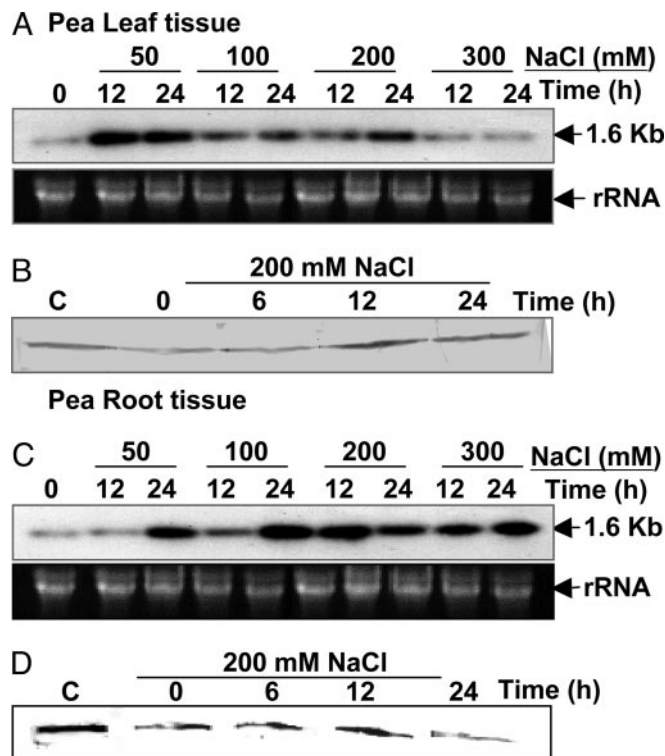 A Pea Leaf tissue
50 100 200 300 NaCl (mM)
0 12 24 12 24 12 24 12 24 Time (h)
1.6 Kb
rRNA
B 200 mM NaCl
C 0 6 12 24 Time (h)
Pea Root tissue
C 50 100 200 300 NaCl (mM)
0 12 24 12 24 12 24 12 24 Time (h)
1.6 Kb
rRNA
D 200 mM NaCl
C 0 6 12 24 Time (h)